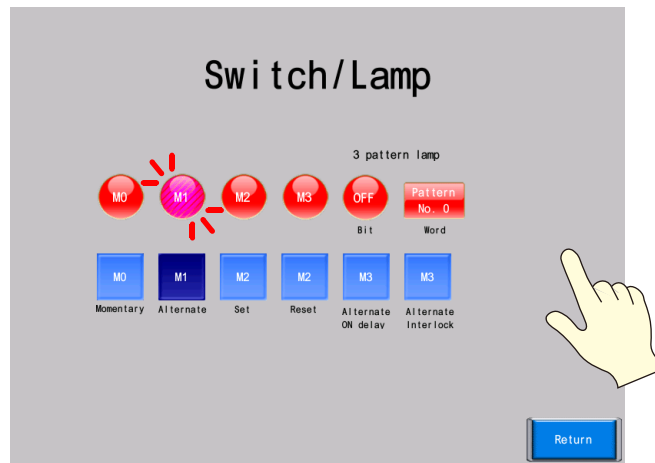 Switch/Lamp
3 pattern lamp
M0 M1 M2 M3 OFF Pattern
No. 0
Bit Word
M0 M1 M2 M2 M3 M3
Momentary Alternate Set Reset Alternate Alternate
ON delay Interlock
Return